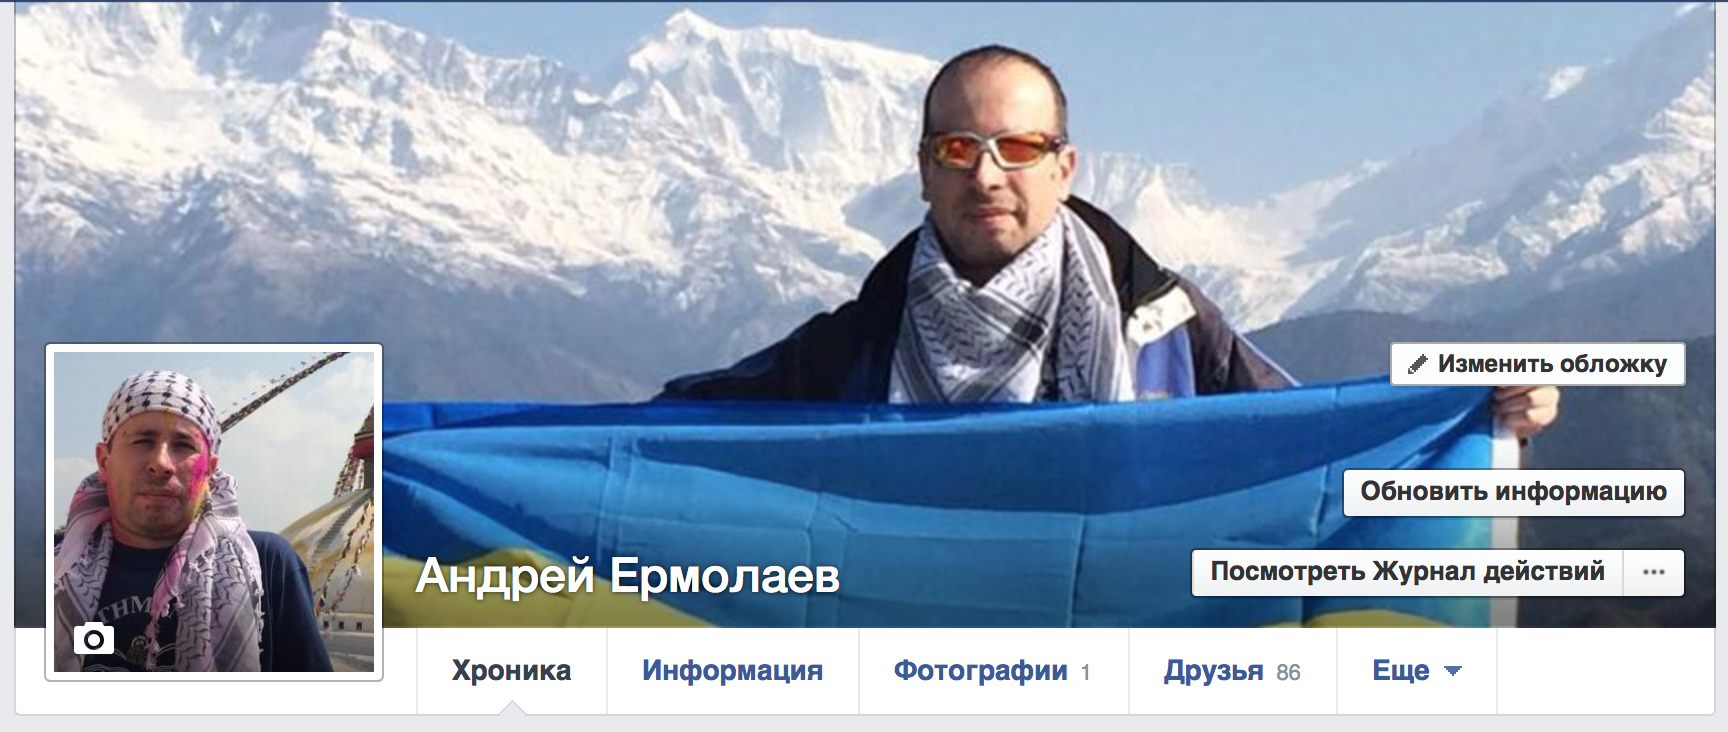 Изменить обложку
Обновить информацию
Андрей Ермолаев
Посмотреть Журнал действий ...
Хроника Информация Фотографии 1 Друзья 86 Еще